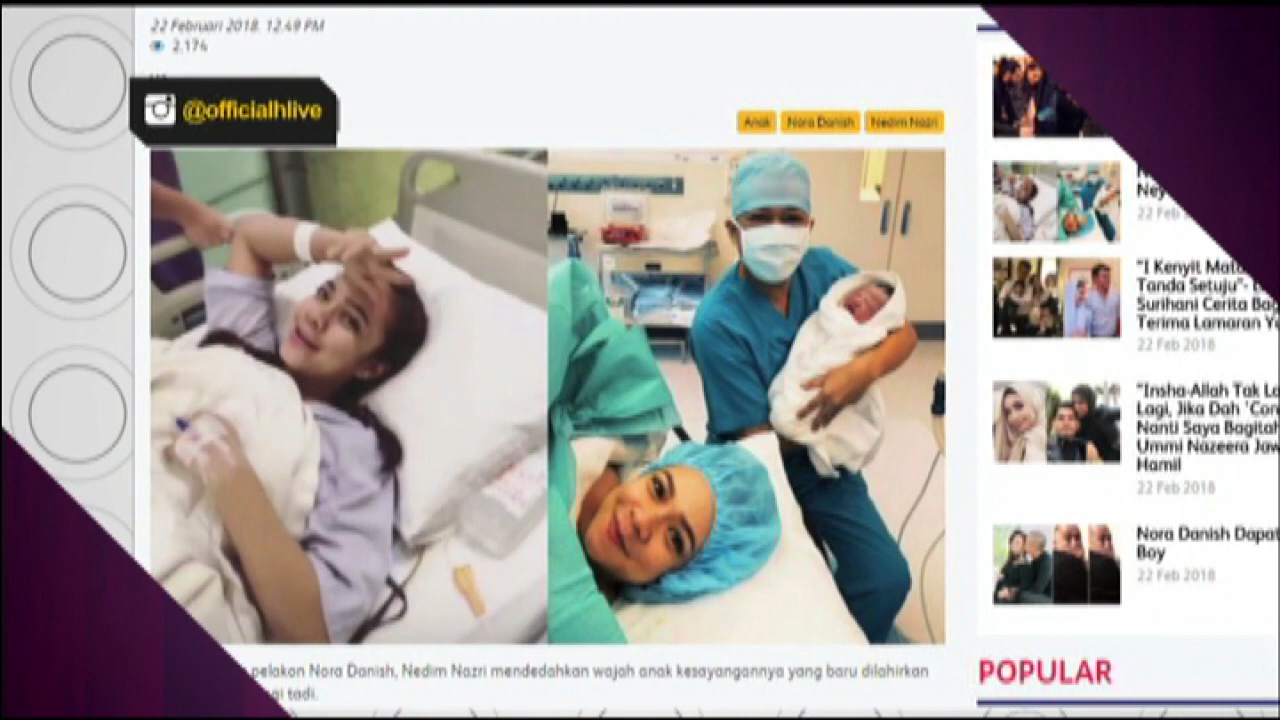 22 Februari 2018. 12.49 PM
2,174
@officialhlive
Anak
Nora Danish
Nedim Nazri
pelakon Nora Danish, Nedim Nazri mendedahkan wajah anak kesayangannya yang baru dilahirkan
tadi.
22 Feb
"I Kenyit Mata
Tanda Setuju"-
Surihani Cerita
Terima Lamaran
22 Feb 2018
"Insha-Allah Tak
Lagi, Jika Dah
Nanti Saya
Ummi Nazeera
Hamil
22 Feb 2018
Nora Danish
Boy
22 Feb 2018
POPULAR